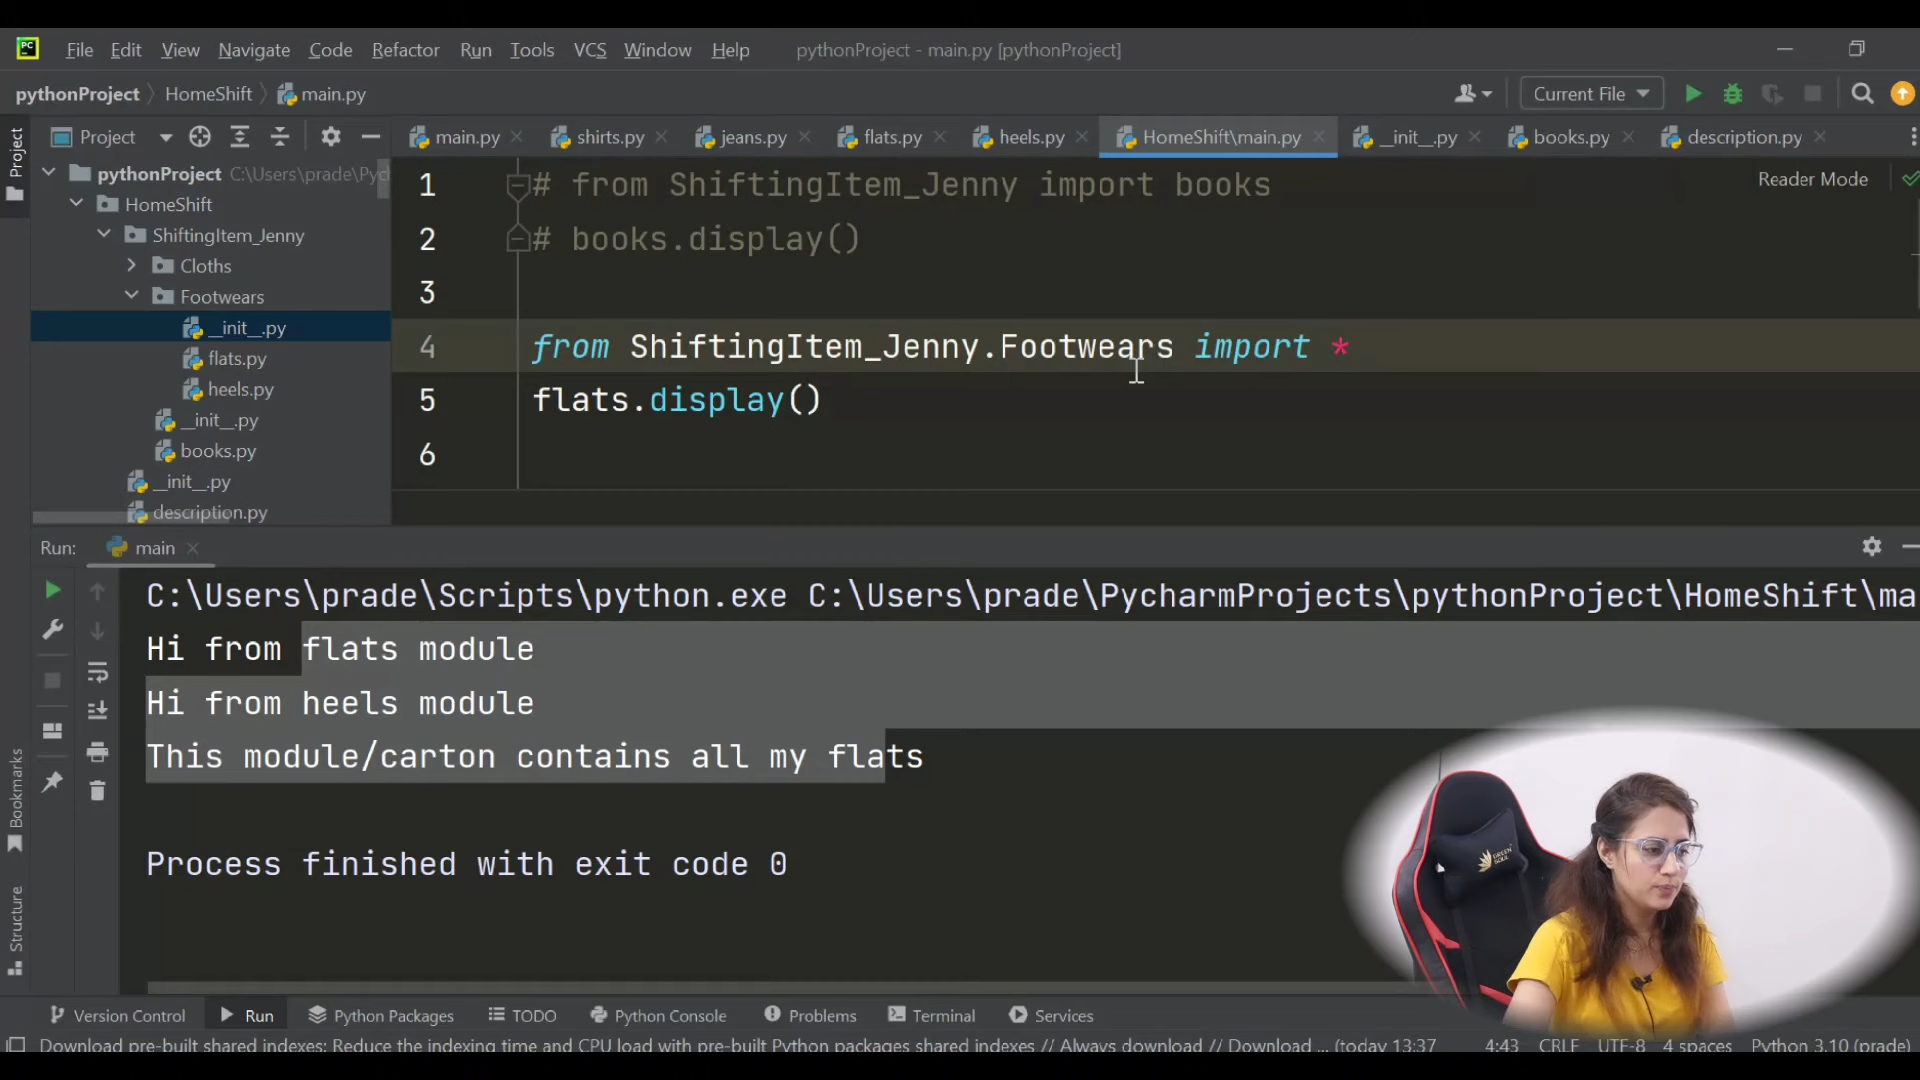 PC File Edit View Navigate Code Refactor Run Tools VCS Window Help pythonProject - main.py [pythonProject]
pythonProject HomeShift main.py Current File
Project main.py shirts.py jeans.py flats.py heels.py HomeShift\main.py __init__.py books.py description.py
Project
pythonProject C:\Users\prade\Pyc
HomeShift
ShiftingItem_Jenny
Cloths
Footwears
__init__.py
flats.py
heels.py
__init__.py
books.py
__init__.py
description.py
Reader Mode
1 # from ShiftingItem_Jenny import books
2 # books.display()
3
4 from ShiftingItem_Jenny.Footwears import *
5 flats.display()
6
Run: main
C:\Users\prade\Scripts\python.exe C:\Users\prade\PycharmProjects\pythonProject\HomeShift\ma
Hi from flats module
Hi from heels module
This module/carton contains all my flats
Process finished with exit code 0
Bookmarks
Structure
GREEN SOUL
Version Control Run Python Packages TODO Python Console Problems Terminal Services
Download pre-built shared indexes: Reduce the indexing time and CPU load with pre-built Python packages shared indexes // Always download // Download ... (today 13:37 4:43 CRLF UTF-8 4 spaces Python 3.10 (prade)